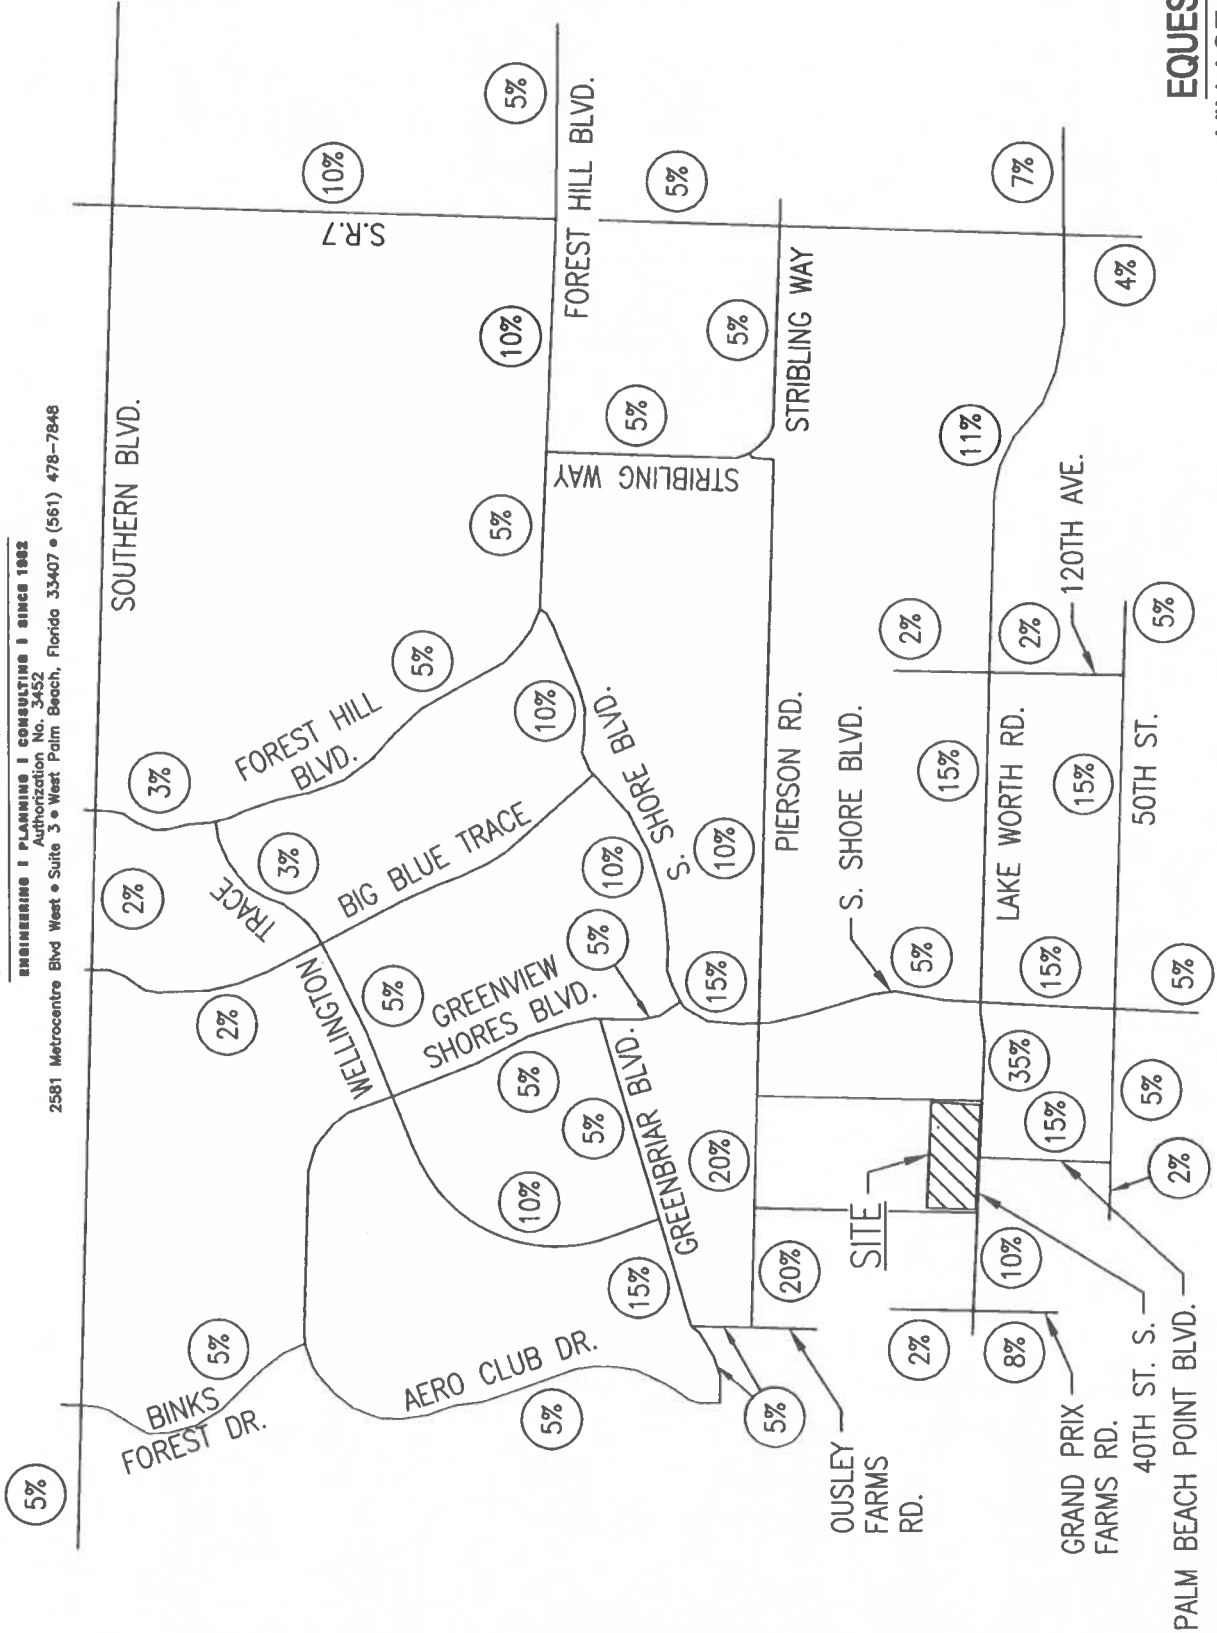 ENGINEERING | PLANNING | CONSULTING | SINCE 1982
Authorization No. 3452
2581 Metrocentre Blvd West • Suite 3 • West Palm Beach, Florida 33407 • (561) 478-7848
5%
SOUTHERN BLVD.
BINKS
FOREST DR.
5%
2%
2%
3%
FOREST HILL
BLVD.
5%
3%
TRACE
WELLINGTON
BIG BLUE TRACE
5%
GREENVIEW
SHORES BLVD.
5%
5%
10%
10%
10%
S. SHORE BLVD.
10%
15%
5%
10%
5%
FOREST HILL BLVD.
10%
S.R.7
5%
5%
STRIBLING WAY
5%
5%
STRIBLING WAY
AERO CLUB DR.
5%
15%
5%
GREENBRIAR BLVD.
20%
PIERSON RD.
5%
OUSLEY
FARMS
RD.
20%
SITE
S. SHORE BLVD.
5%
15%
2%
11%
7%
4%
2%
8%
10%
35%
LAKE WORTH RD.
2%
120TH AVE.
15%
15%
15%
50TH ST.
5%
2%
5%
5%
GRAND PRIX
FARMS RD.
40TH ST. S.
PALM BEACH POINT BLVD.
EQUES